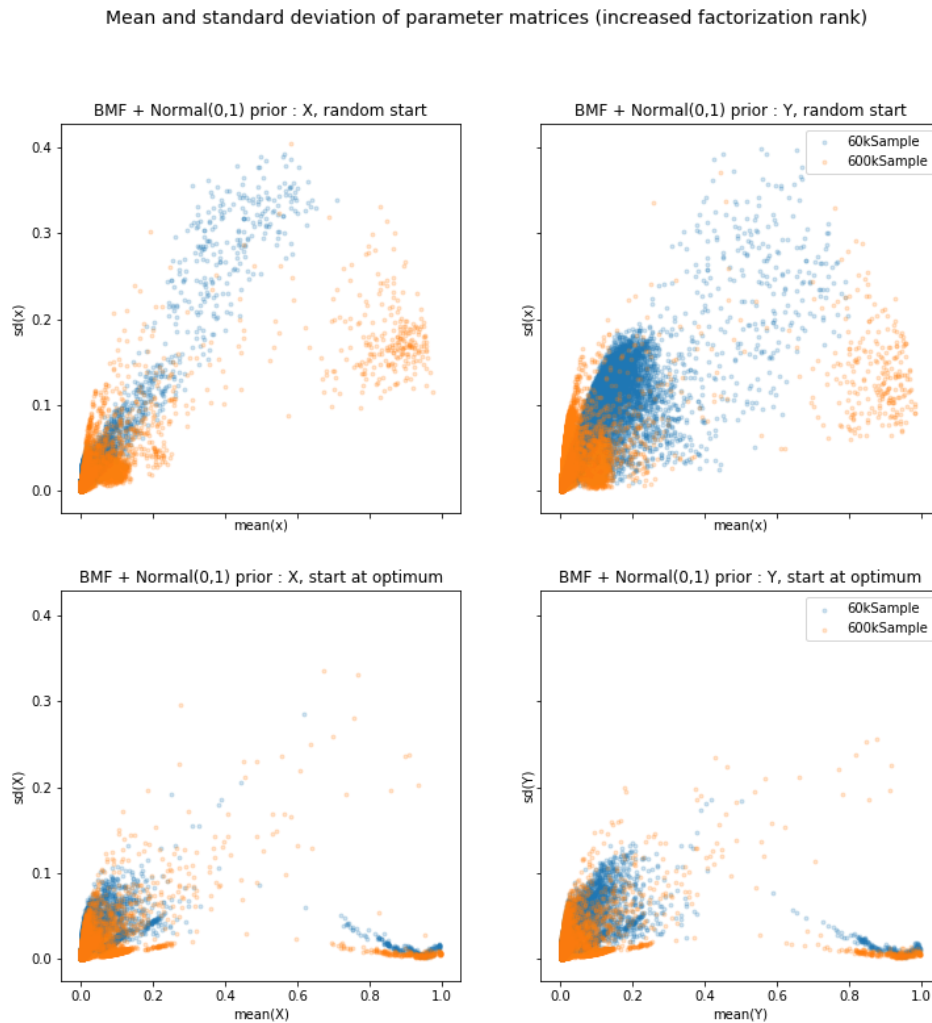 Mean and standard deviation of parameter matrices (increased factorization rank)
BMF + Normal(0,1) prior : X, random start
BMF + Normal(0,1) prior : Y, random start
60kSample
600kSample
0.4
0.3
0.2
0.1
0.0
sd(x)
sd(x)
mean(x)
mean(x)
BMF + Normal(0,1) prior : X, start at optimum
BMF + Normal(0,1) prior : Y, start at optimum
60kSample
600kSample
0.4
0.3
0.2
0.1
0.0
sd(X)
sd(Y)
0.0 0.2 0.4 0.6 0.8 1.0
0.0 0.2 0.4 0.6 0.8 1.0
mean(X)
mean(Y)